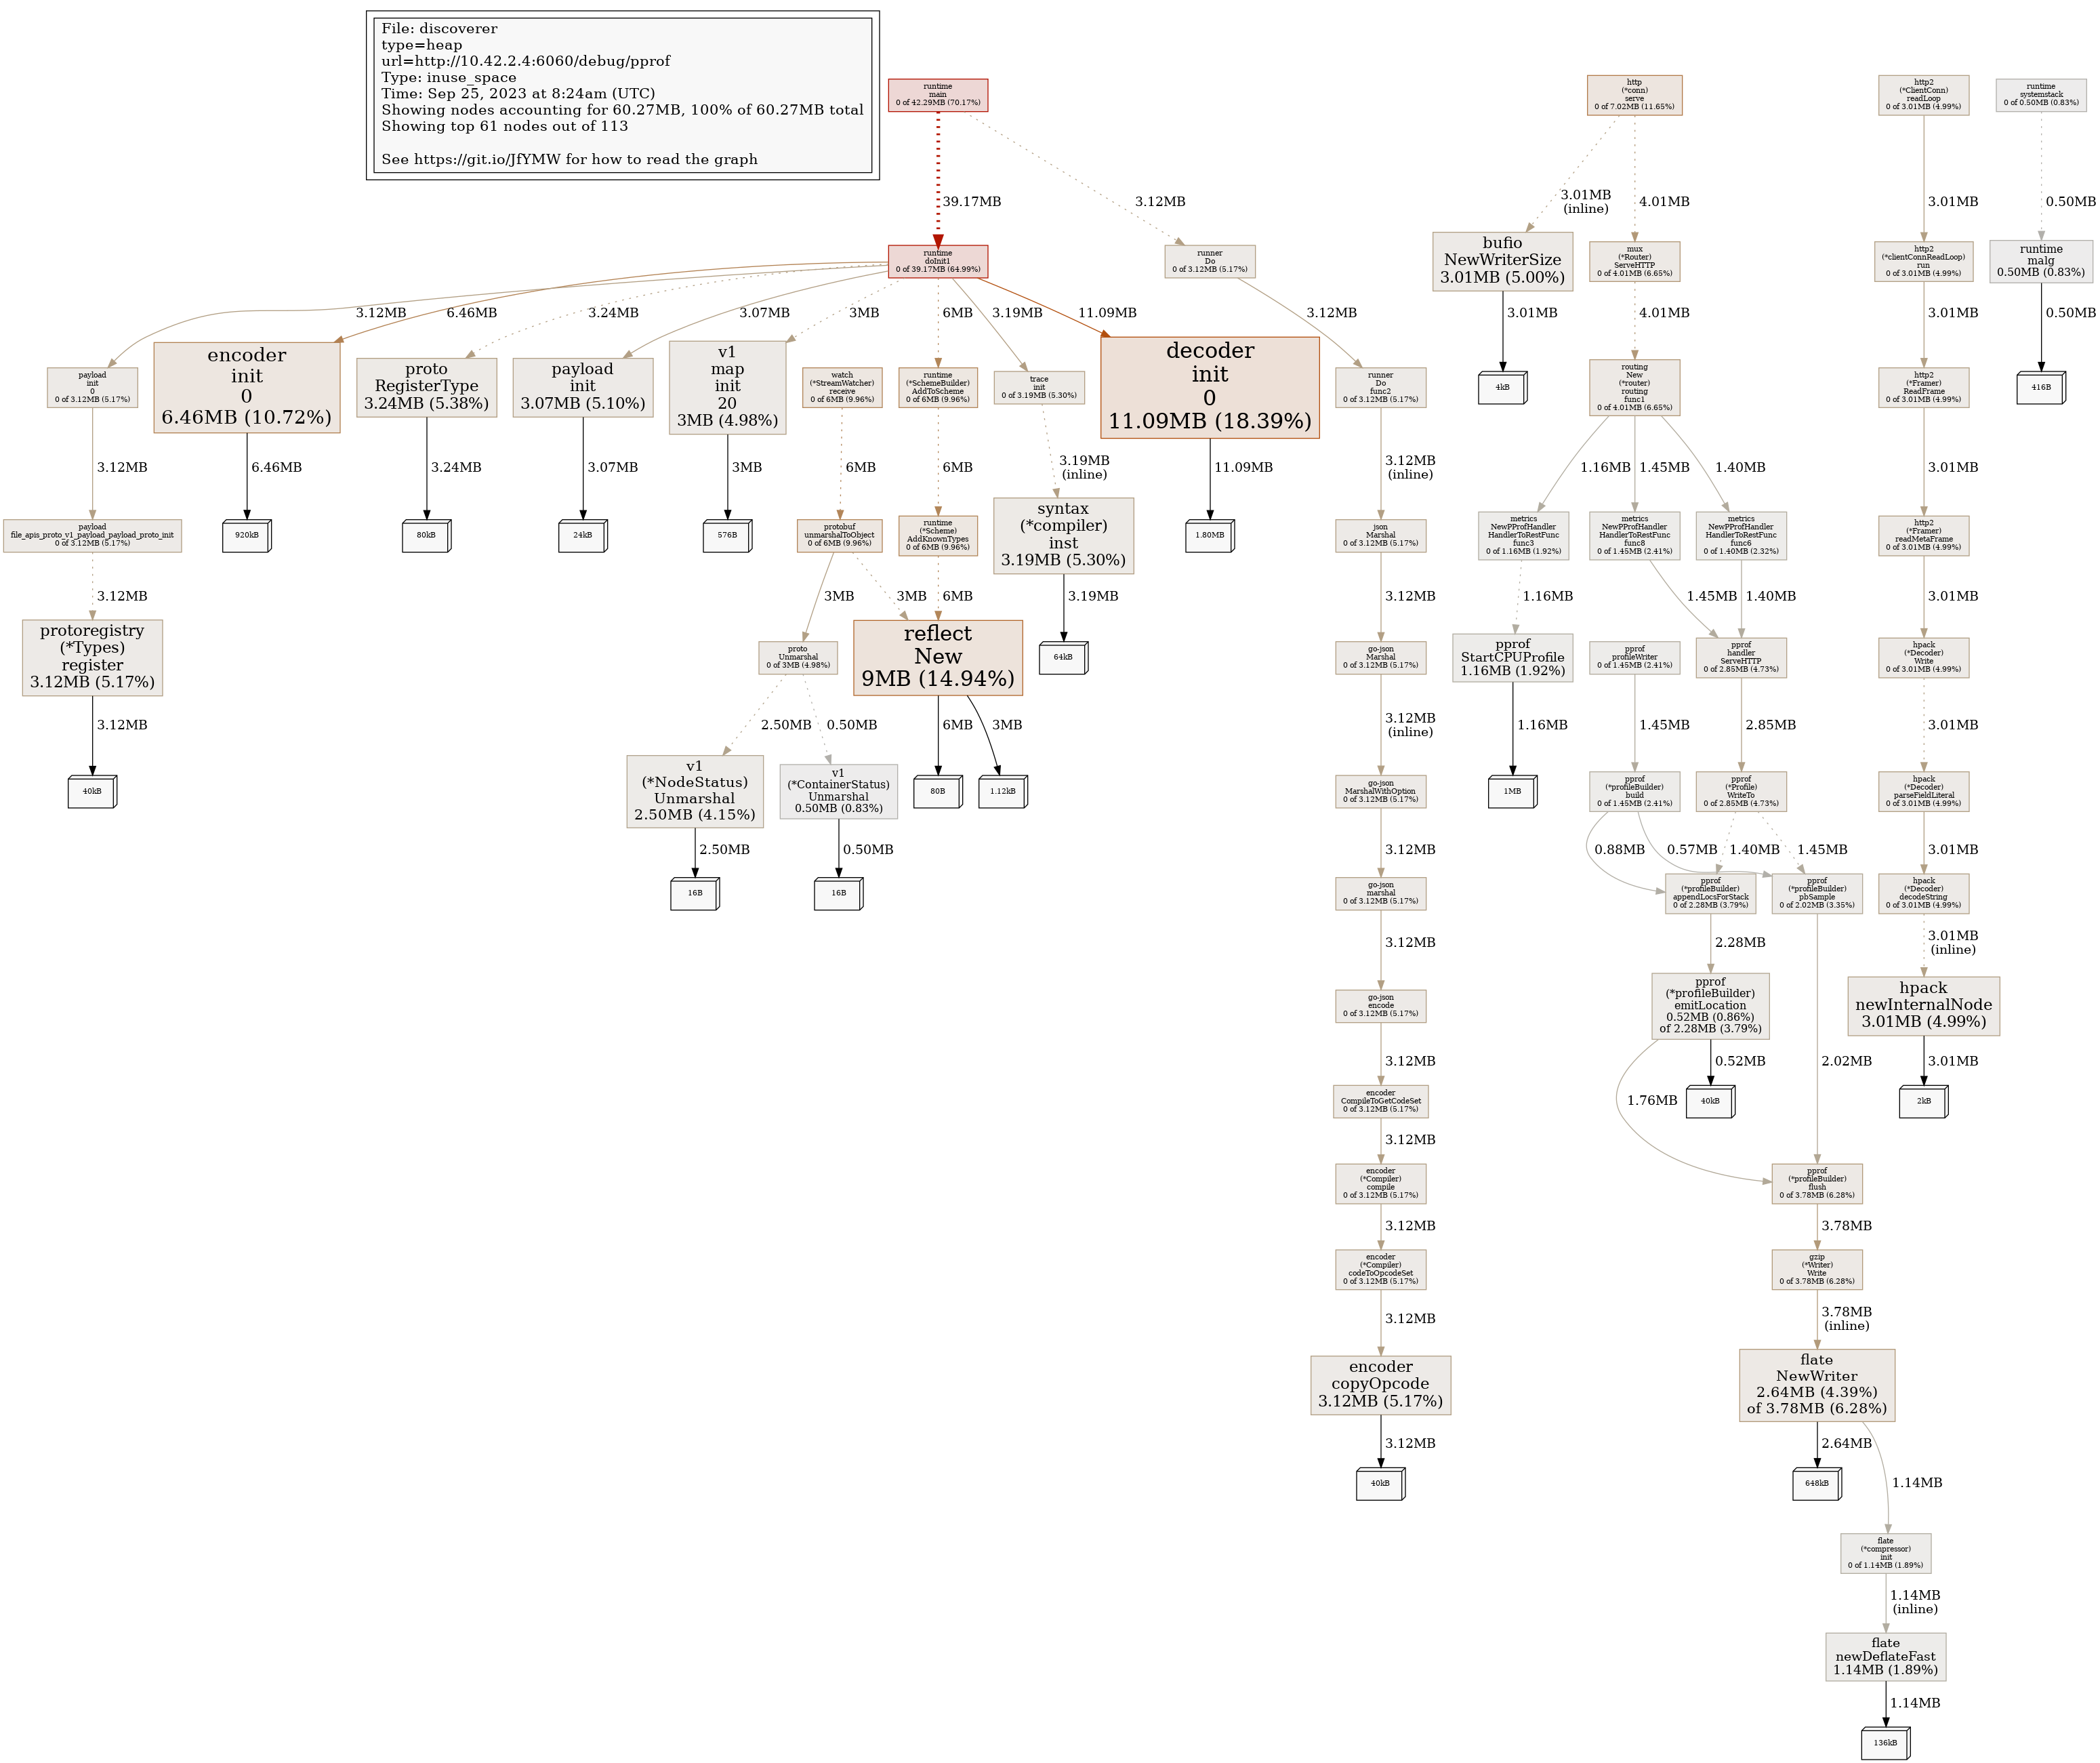 File: discoverer
type=heap
url=http://10.42.2.4:6060/debug/pprof
Type: inuse_space
Time: Sep 25, 2023 at 8:24am (UTC)
Showing nodes accounting for 60.27MB, 100% of 60.27MB total
Showing top 61 nodes out of 113
See https://git.io/JfYMW for how to read the graph
runtime
main
0 of 42.29MB (70.17%)
http
(*conn)
serve
0 of 7.02MB (11.65%)
http2
(*ClientConn)
readLoop
0 of 3.01MB (4.99%)
runtime
systemstack
0 of 0.50MB (0.83%)
39.17MB
3.12MB
3.01MB
(inline)
4.01MB
3.01MB
0.50MB
runtime
doInit1
0 of 39.17MB (64.99%)
runner
Do
0 of 3.12MB (5.17%)
bufio
NewWriterSize
3.01MB (5.00%)
mux
(*Router)
ServeHTTP
0 of 4.01MB (6.65%)
http2
(*clientConnReadLoop)
run
0 of 3.01MB (4.99%)
runtime
malg
0.50MB (0.83%)
3.12MB
6.46MB
3.24MB
3.07MB
3MB
6MB
3.19MB
11.09MB
3.12MB
3.01MB
4.01MB
3.01MB
0.50MB
payload
init
0
0 of 3.12MB (5.17%)
encoder
init
0
6.46MB (10.72%)
proto
RegisterType
3.24MB (5.38%)
payload
init
3.07MB (5.10%)
v1
map
init
20
3MB (4.98%)
watch
(*StreamWatcher)
receive
0 of 6MB (9.96%)
runtime
(*SchemeBuilder)
AddToScheme
0 of 6MB (9.96%)
trace
init
0 of 3.19MB (5.30%)
decoder
init
0
11.09MB (18.39%)
runner
Do
func2
0 of 3.12MB (5.17%)
4kB
routing
New
(*router)
routing
func1
0 of 4.01MB (6.65%)
http2
(*Framer)
ReadFrame
0 of 3.01MB (4.99%)
416B
3.12MB
6.46MB
3.24MB
3.07MB
3MB
6MB
6MB
3.19MB
(inline)
11.09MB
3.12MB
(inline)
1.16MB
1.45MB
1.40MB
3.01MB
payload
file_apis_proto_v1_payload_payload_proto_init
0 of 3.12MB (5.17%)
920kB
80kB
24kB
576B
protobuf
unmarshalToObject
0 of 6MB (9.96%)
runtime
(*Scheme)
AddKnownTypes
0 of 6MB (9.96%)
syntax
(*compiler)
inst
3.19MB (5.30%)
1.80MB
json
Marshal
0 of 3.12MB (5.17%)
metrics
NewPProfHandler
HandlerToRestFunc
func3
0 of 1.16MB (1.92%)
metrics
NewPProfHandler
HandlerToRestFunc
func8
0 of 1.45MB (2.41%)
metrics
NewPProfHandler
HandlerToRestFunc
func6
0 of 1.40MB (2.32%)
http2
(*Framer)
readMetaFrame
0 of 3.01MB (4.99%)
3.12MB
3MB
3MB
6MB
3.19MB
3.12MB
1.16MB
1.45MB
1.40MB
3.01MB
protoregistry
(*Types)
register
3.12MB (5.17%)
proto
Unmarshal
0 of 3MB (4.98%)
reflect
New
9MB (14.94%)
64kB
go-json
Marshal
0 of 3.12MB (5.17%)
pprof
StartCPUProfile
1.16MB (1.92%)
pprof
profileWriter
0 of 1.45MB (2.41%)
pprof
handler
ServeHTTP
0 of 2.85MB (4.73%)
hpack
(*Decoder)
Write
0 of 3.01MB (4.99%)
3.12MB
2.50MB
0.50MB
6MB
3MB
3.12MB
(inline)
1.16MB
1.45MB
2.85MB
3.01MB
40kB
v1
(*NodeStatus)
Unmarshal
2.50MB (4.15%)
v1
(*ContainerStatus)
Unmarshal
0.50MB (0.83%)
80B
1.12kB
go-json
MarshalWithOption
0 of 3.12MB (5.17%)
1MB
pprof
(*profileBuilder)
build
0 of 1.45MB (2.41%)
pprof
(*Profile)
WriteTo
0 of 2.85MB (4.73%)
hpack
(*Decoder)
parseFieldLiteral
0 of 3.01MB (4.99%)
2.50MB
0.50MB
3.12MB
0.88MB
0.57MB
1.40MB
1.45MB
3.01MB
16B
16B
go-json
marshal
0 of 3.12MB (5.17%)
pprof
(*profileBuilder)
appendLocsForStack
0 of 2.28MB (3.79%)
pprof
(*profileBuilder)
pbSample
0 of 2.02MB (3.35%)
hpack
(*Decoder)
decodeString
0 of 3.01MB (4.99%)
3.12MB
2.28MB
3.01MB
(inline)
go-json
encode
0 of 3.12MB (5.17%)
pprof
(*profileBuilder)
emitLocation
0.52MB (0.86%)
of 2.28MB (3.79%)
hpack
newInternalNode
3.01MB (4.99%)
3.12MB
0.52MB
2.02MB
3.01MB
encoder
CompileToGetCodeSet
0 of 3.12MB (5.17%)
1.76MB
40kB
2kB
3.12MB
encoder
(*Compiler)
compile
0 of 3.12MB (5.17%)
pprof
(*profileBuilder)
flush
0 of 3.78MB (6.28%)
3.12MB
3.78MB
encoder
(*Compiler)
codeToOpcodeSet
0 of 3.12MB (5.17%)
gzip
(*Writer)
Write
0 of 3.78MB (6.28%)
3.12MB
3.78MB
(inline)
encoder
copyOpcode
3.12MB (5.17%)
flate
NewWriter
2.64MB (4.39%)
of 3.78MB (6.28%)
3.12MB
2.64MB
40kB
648kB
1.14MB
flate
(*compressor)
init
0 of 1.14MB (1.89%)
1.14MB
(inline)
flate
newDeflateFast
1.14MB (1.89%)
1.14MB
136kB